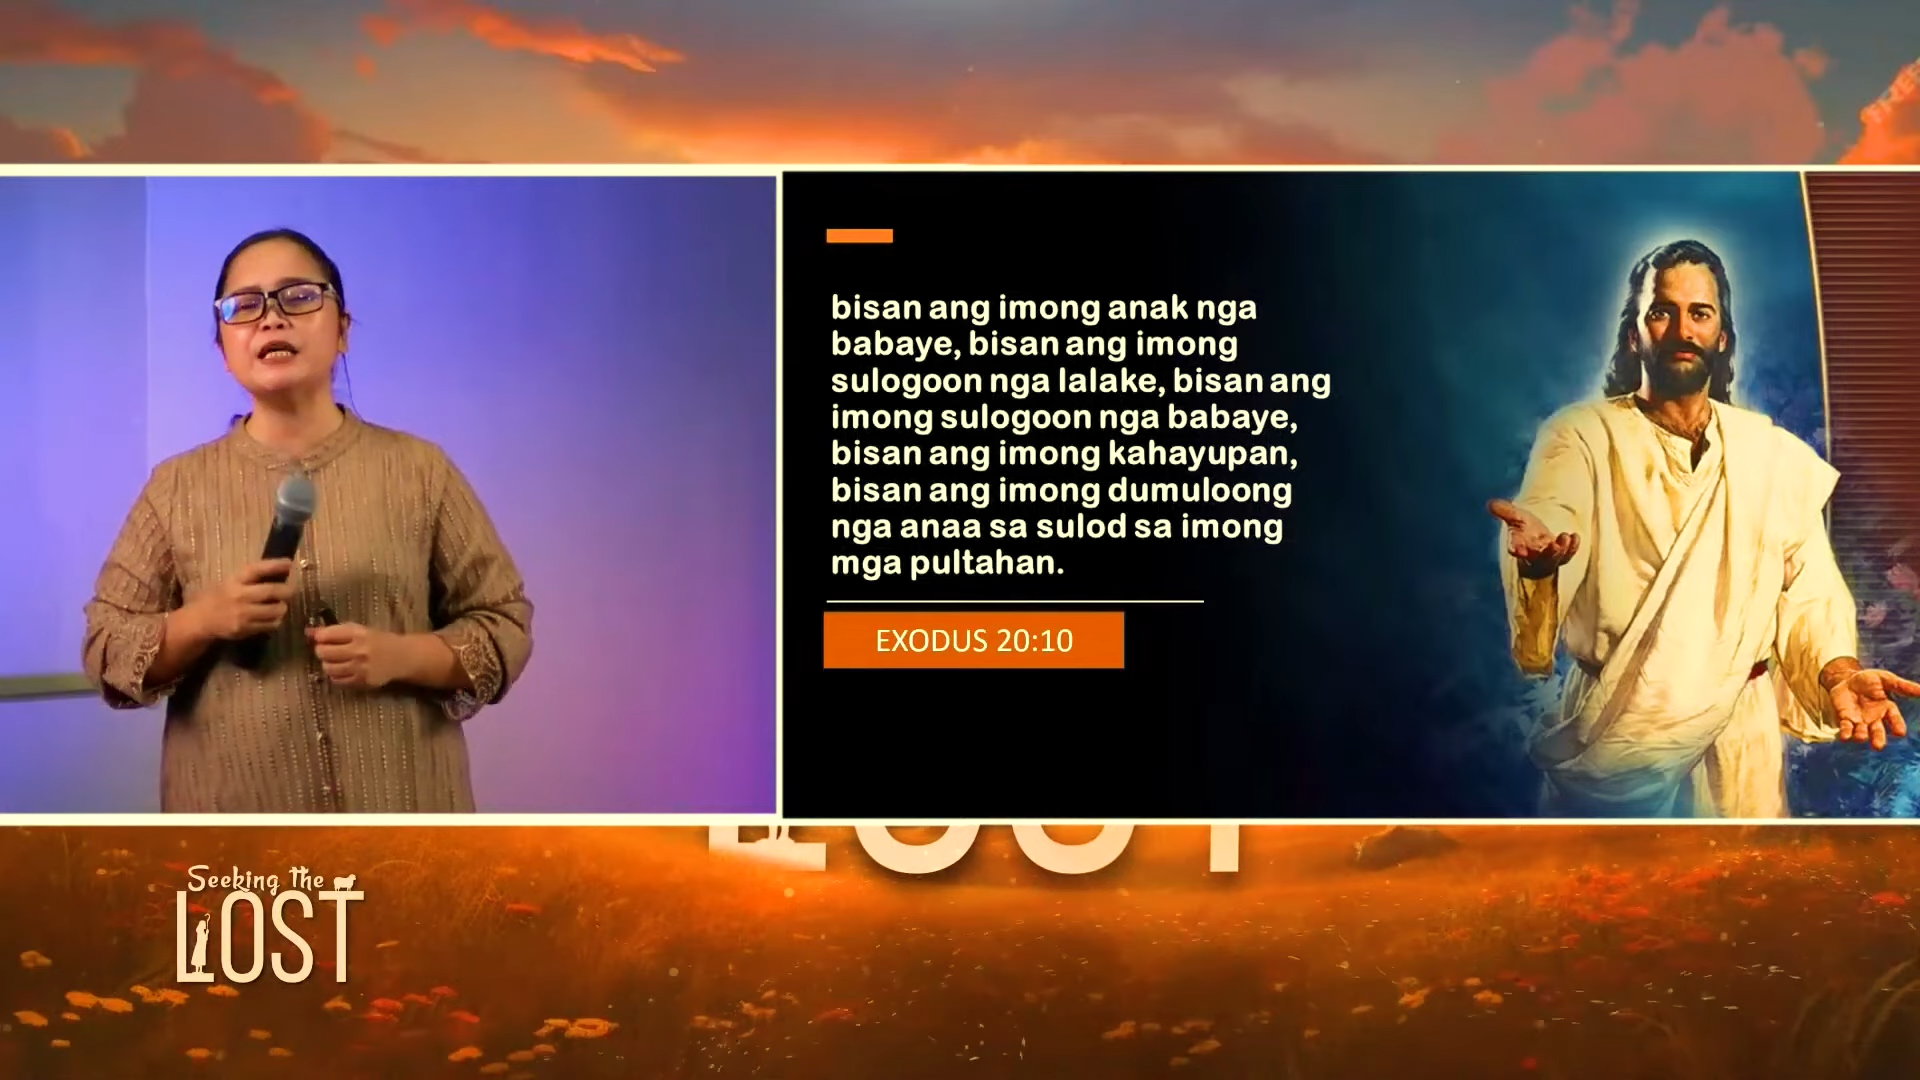 bisan ang imong anak nga
babaye, bisan ang imong
sulogoon nga lalake, bisan ang
imong sulogoon nga babaye,
bisan ang imong kahayupan,
bisan ang imong dumuloong
nga anaa sa sulod sa imong
mga pultahan.
EXODUS 20:10
LOST
Seeking the
LOST